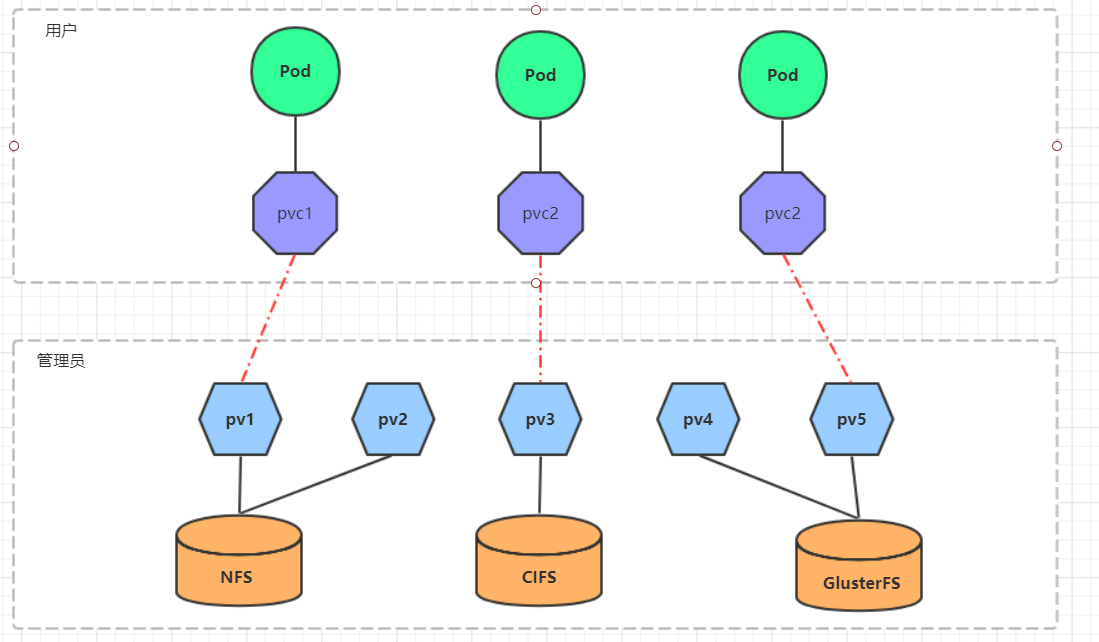 用户
Pod
Pod
Pod
pvc1
pvc2
pvc2
管理员
pv1
pv2
pv3
pv4
pv5
NFS
CIFS
GlusterFS